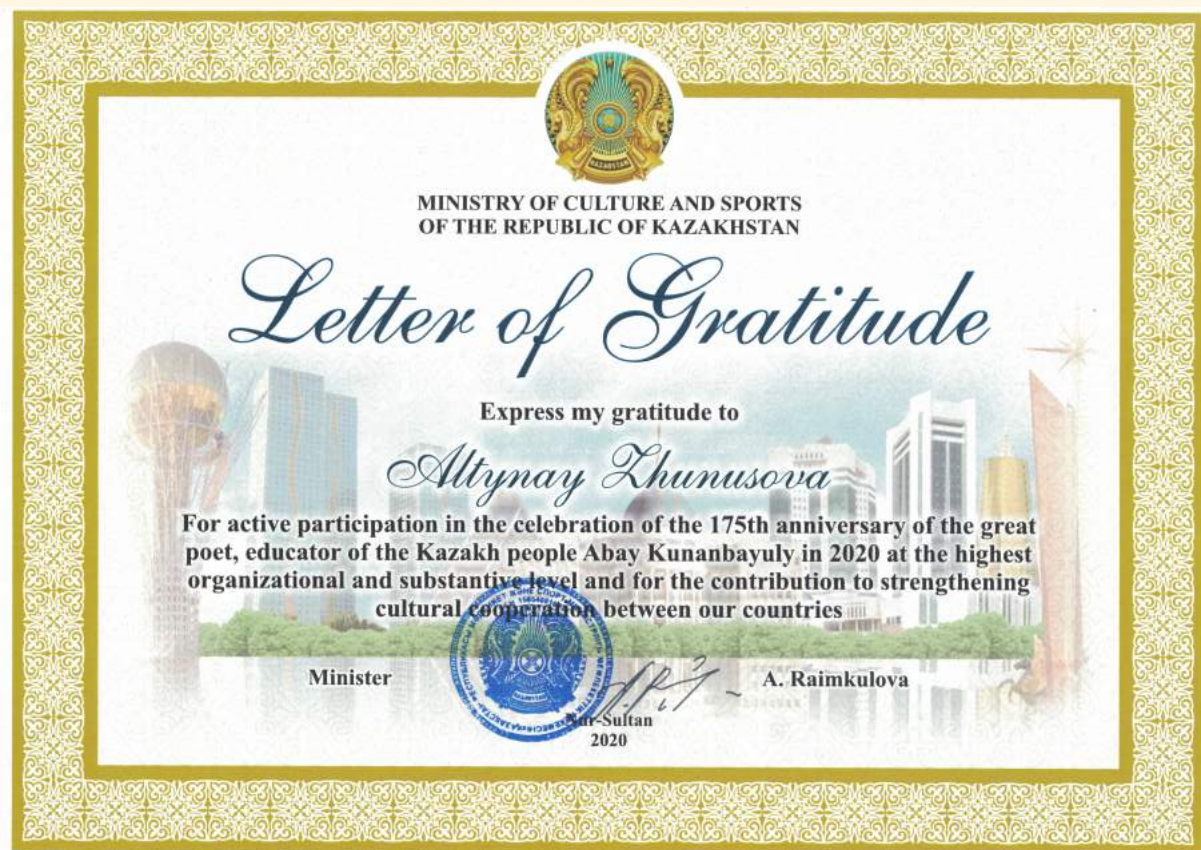 ҚАЗАҚСТАН
MINISTRY OF CULTURE AND SPORTS
OF THE REPUBLIC OF KAZAKHSTAN
Letter of Gratitude
Express my gratitude to
Altynay Zhunusova
For active participation in the celebration of the 175th anniversary of the great
poet, educator of the Kazakh people Abay Kunanbayuly in 2020 at the highest
organizational and substantive level and for the contribution to strengthening
cultural cooperation between our countries
Minister
A. Raimkulova
Nur-Sultan
2020